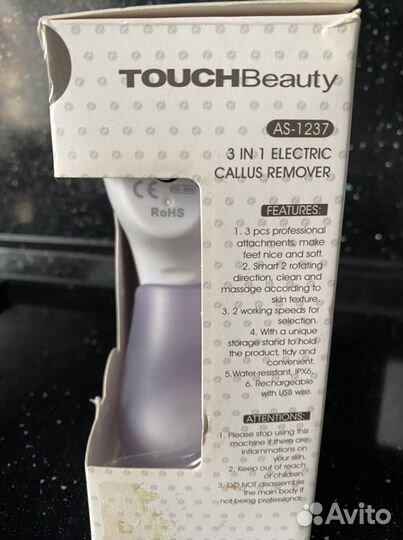 TOUCHBeauty
AS-1237
3 IN 1 ELECTRIC
CALLUS REMOVER
CE
RoHS
FEATURES:
1. 3 pcs professional
attachments, make
feet nice and soft.
2. Smart 2 rotating
direction, clean and
massage according to
skin texture.
3. 2 working speeds for
selection.
4. With a unique
storage stand to hold
the product, tidy and
convenient.
5.Water-resistant, IPX6.
6. Rechargeable
with USB wire.
ATTENTIONS:
1. Please stop using this
machine if there are
inflammations on
your skin.
2. Keep out of reach
of children.
3. DO NOT disassemble
the main body if
not being professional.
Avito